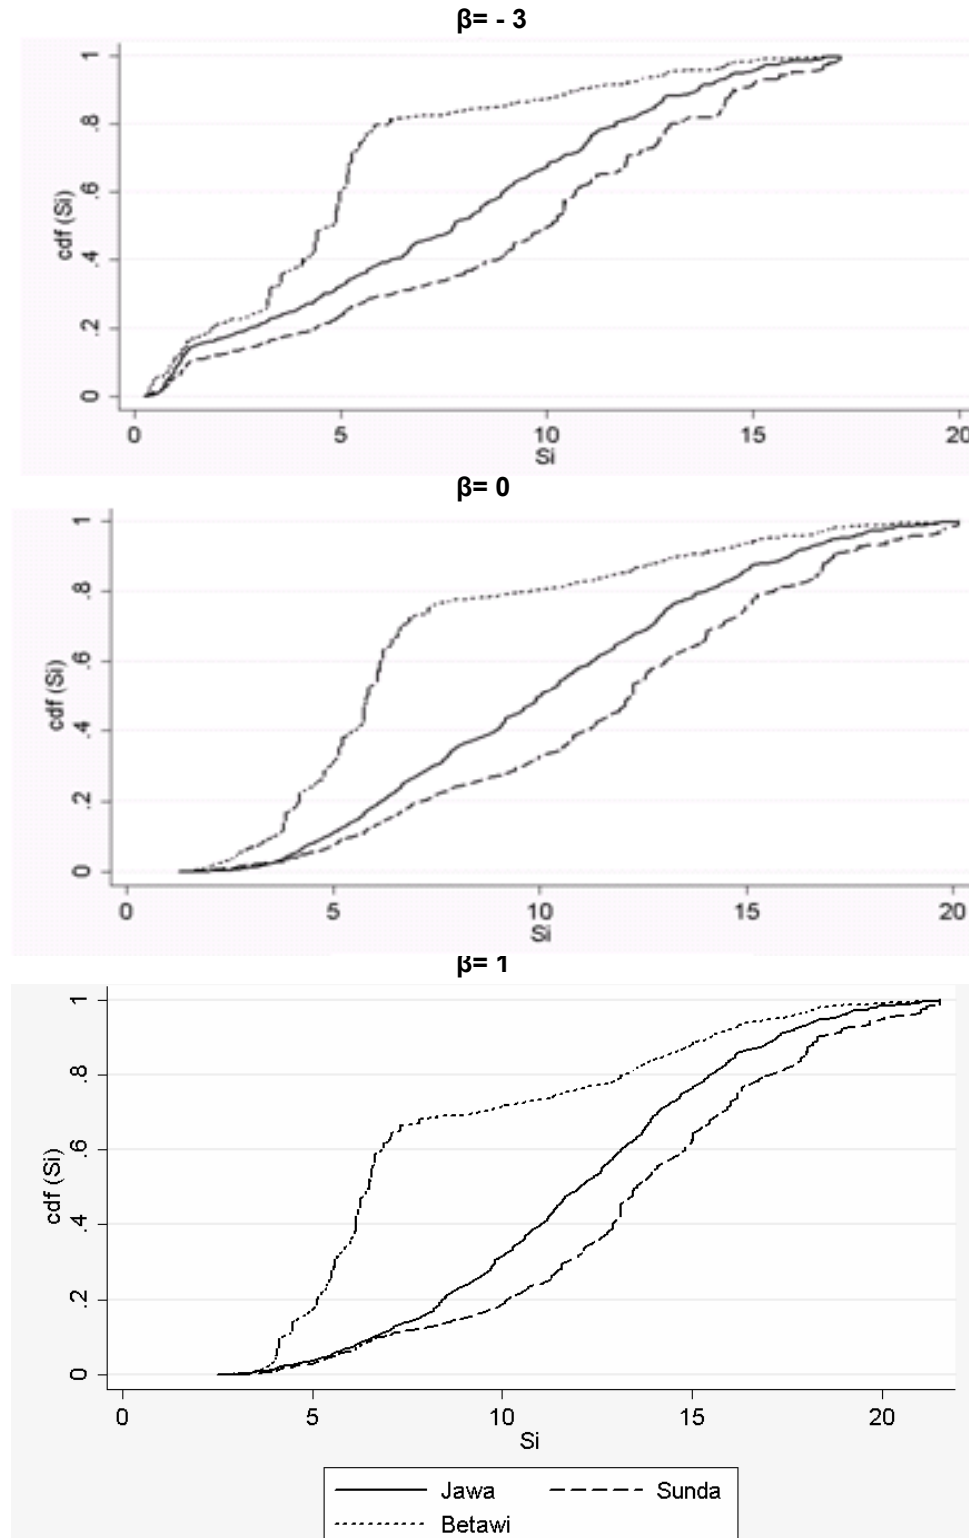 β= - 3
1
.8
.6
.4
.2
0
cdf (Si)
0 5 10 15 20
Si
β= 0
1
.8
.6
.4
.2
0
cdf (Si)
0 5 10 15 20
Si
β= 1
1
.8
.6
.4
.2
0
cdf (Si)
0 5 10 15 20
Si
Jawa Sunda
Betawi